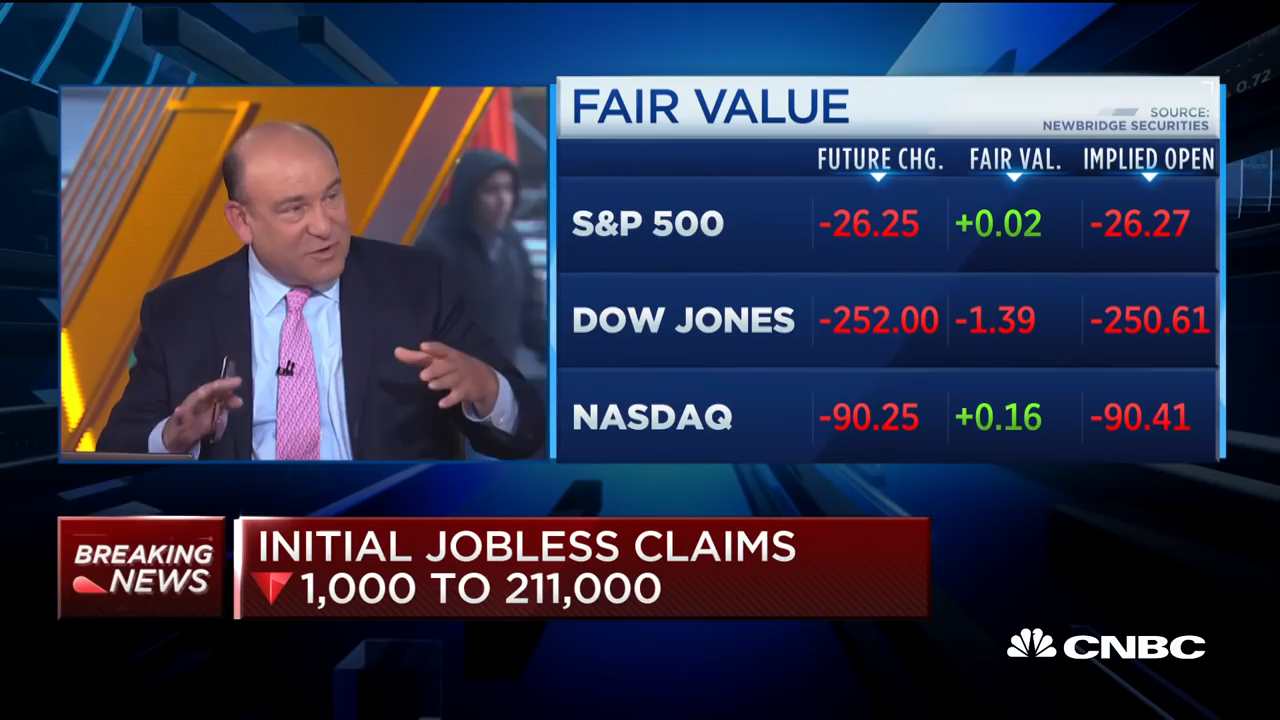 FAIR VALUE
SOURCE:
NEWBRIDGE SECURITIES
FUTURE CHG. FAIR VAL. IMPLIED OPEN
S&P 500 -26.25 +0.02 -26.27
DOW JONES -252.00 -1.39 -250.61
NASDAQ -90.25 +0.16 -90.41
BREAKING NEWS
INITIAL JOBLESS CLAIMS
▼1,000 TO 211,000
CNBC
0.72